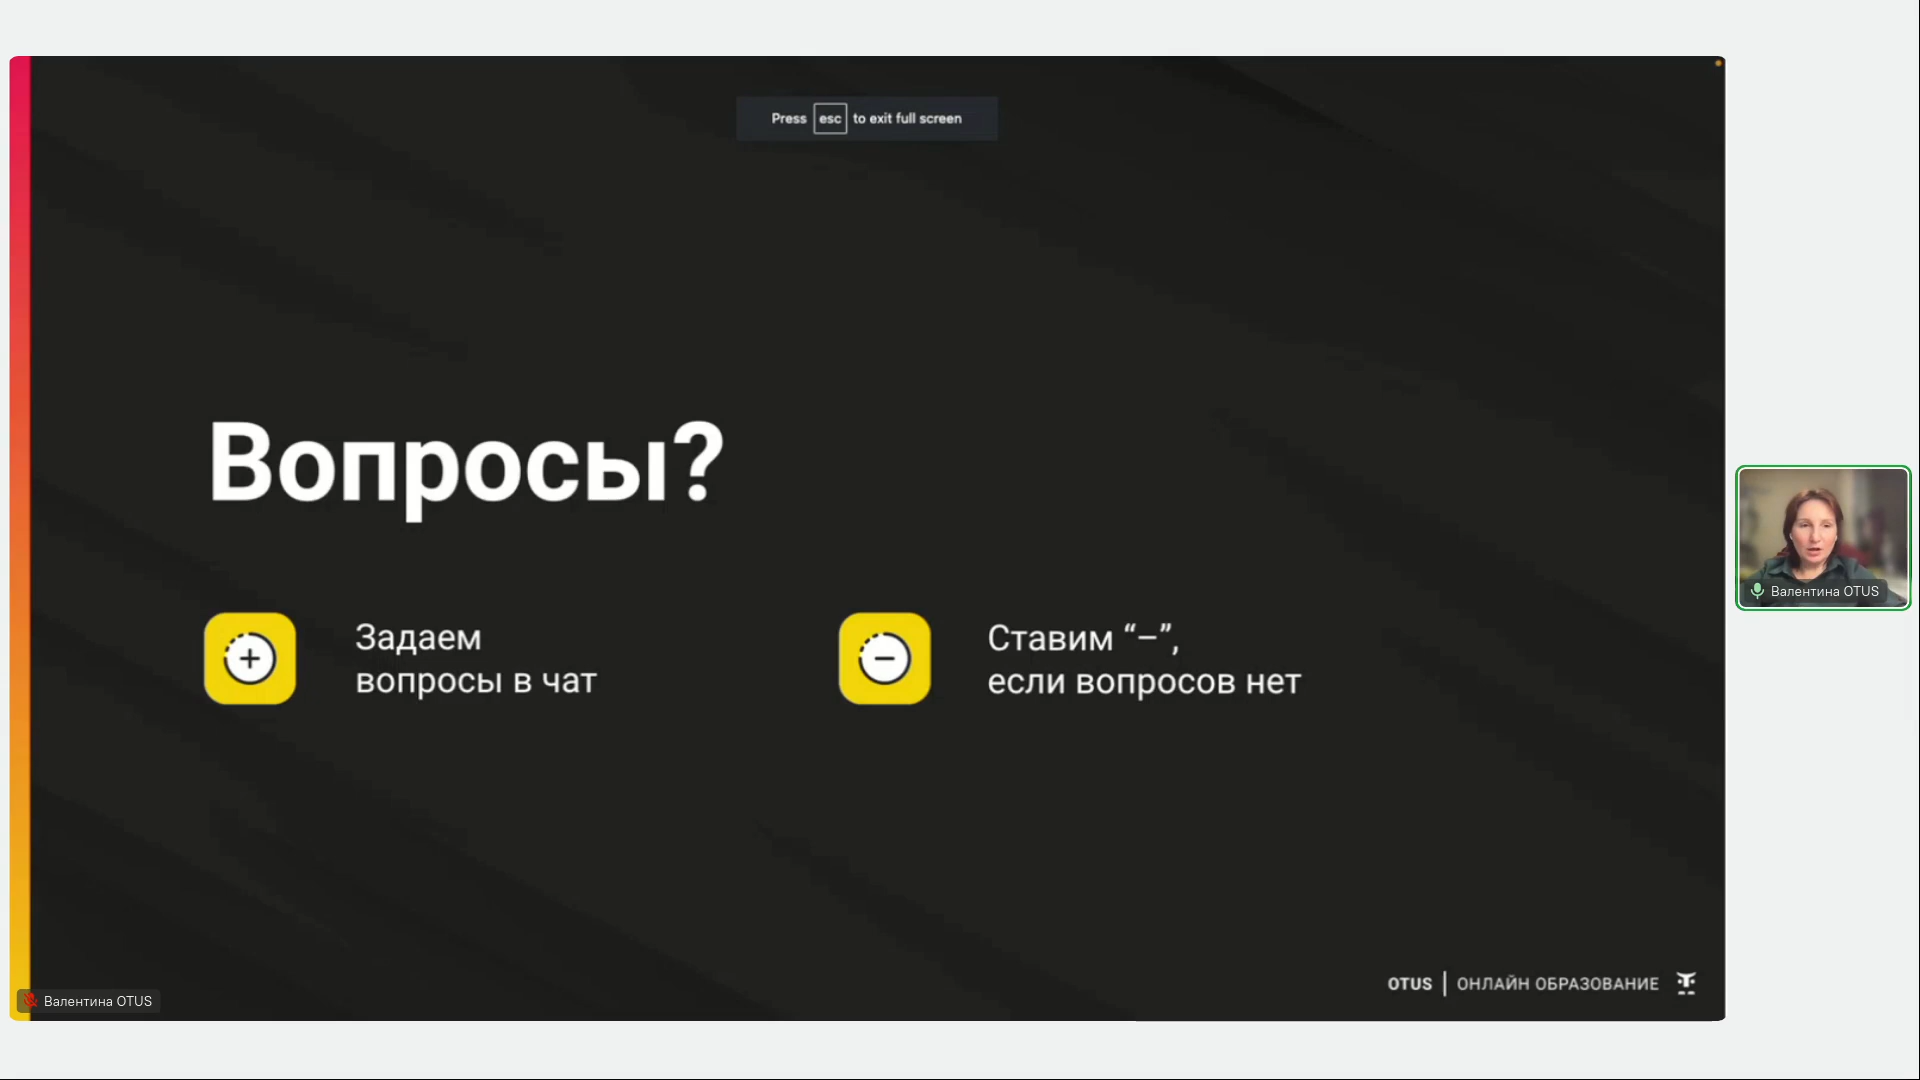 Press esc to exit full screen
Вопросы?
Задаем
вопросы в чат
Ставим “–”,
если вопросов нет
Валентина OTUS
OTUS | ОНЛАЙН ОБРАЗОВАНИЕ
Валентина OTUS